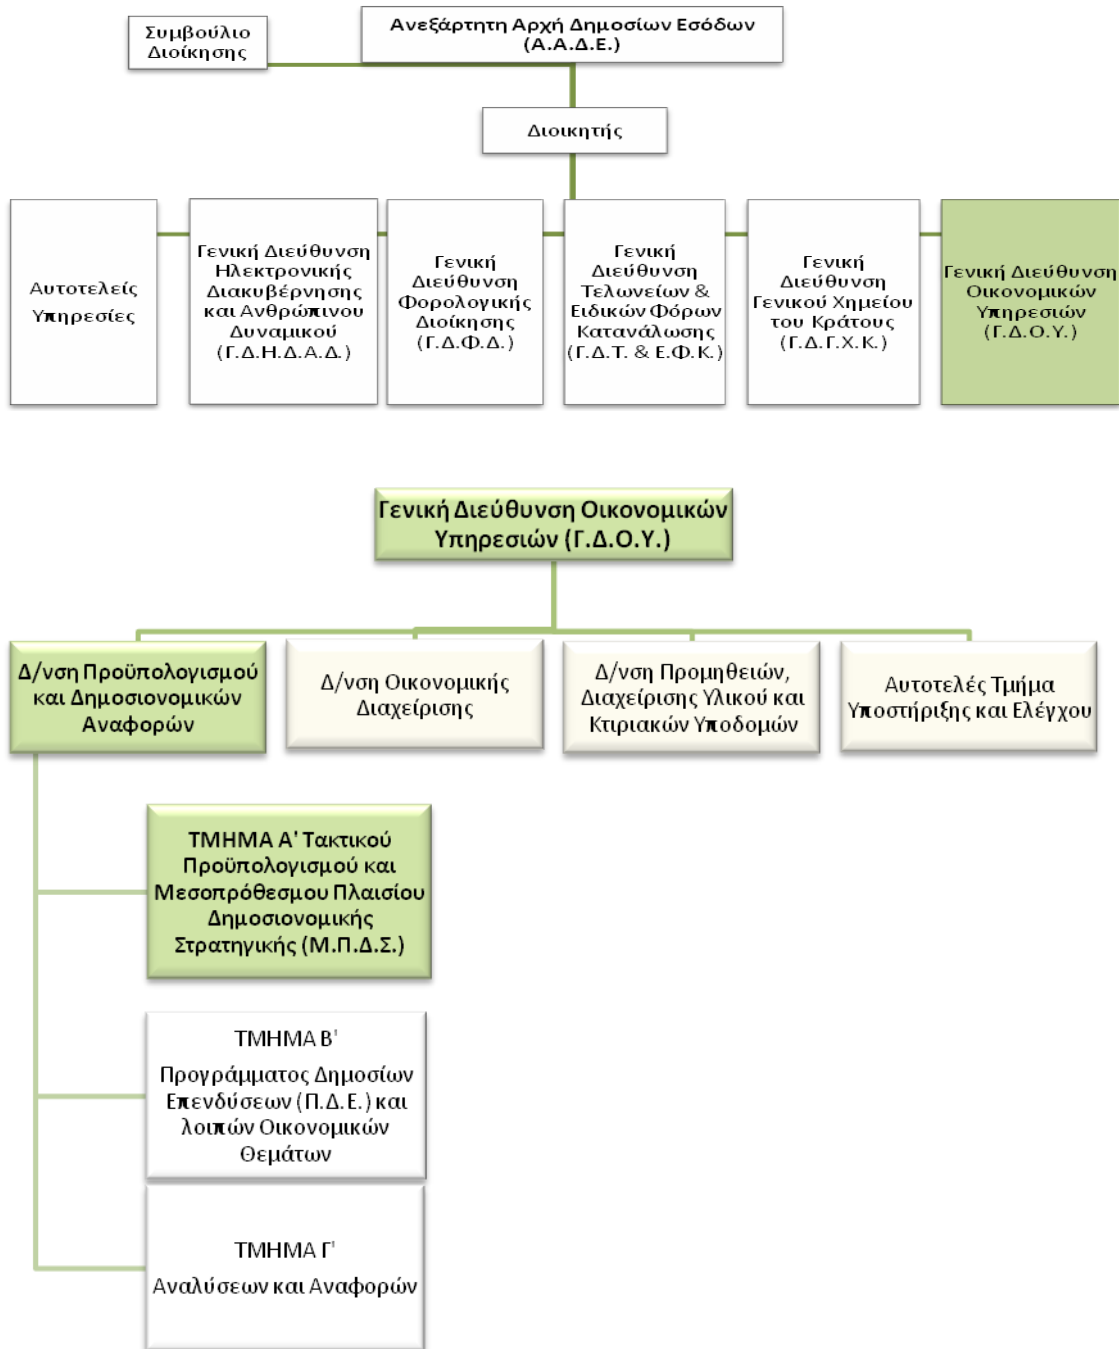 Συμβούλιο
Διοίκησης
Ανεξάρτητη Αρχή Δημοσίων Εσόδων
(Α.Α.Δ.Ε.)
Διοικητής
Αυτοτελείς
Υπηρεσίες
Γενική Διεύθυνση
Ηλεκτρονικής
Διακυβέρνησης
και Ανθρώπινου
Δυναμικού
(Γ.Δ.Η.Δ.Α.Δ.)
Γενική
Διεύθυνση
Φορολογικής
Διοίκησης
(Γ.Δ.Φ.Δ.)
Γενική
Διεύθυνση
Τελωνείων &
Ειδικών Φόρων
Κατανάλωσης
(Γ.Δ.Τ. & Ε.Φ.Κ.)
Γενική
Διεύθυνση
Γενικού Χημείου
του Κράτους
(Γ.Δ.Γ.Χ.Κ.)
Γενική Διεύθυνση
Οικονομικών
Υπηρεσιών
(Γ.Δ.Ο.Υ.)
Γενική Διεύθυνση Οικονομικών
Υπηρεσιών (Γ.Δ.Ο.Υ.)
Δ/νση Προϋπολογισμού
και Δημοσιονομικών
Αναφορών
Δ/νση Οικονομικής
Διαχείρισης
Δ/νση Προμηθειών,
Διαχείρισης Υλικού και
Κτιριακών Υποδομών
Αυτοτελές Τμήμα
Υποστήριξης και Ελέγχου
ΤΜΗΜΑ Α' Τακτικού
Προϋπολογισμού και
Μεσοπρόθεσμου Πλαισίου
Δημοσιονομικής
Στρατηγικής (Μ.Π.Δ.Σ.)
ΤΜΗΜΑ Β'
Προγράμματος Δημοσίων
Επενδύσεων (Π.Δ.Ε.) και
λοιπών Οικονομικών
Θεμάτων
ΤΜΗΜΑ Γ'
Αναλύσεων και Αναφορών